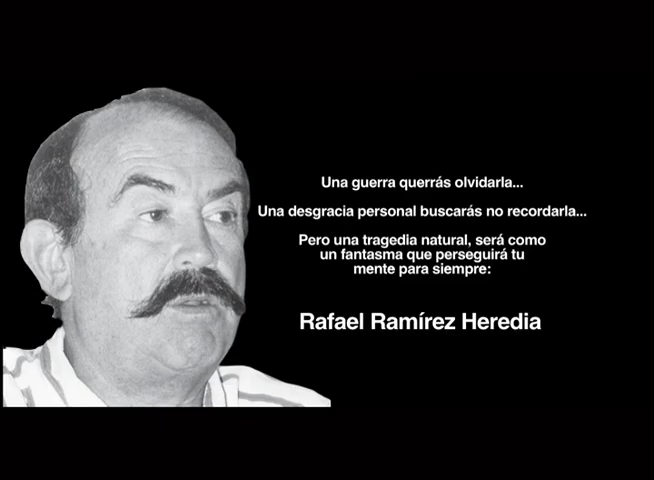 Una guerra querrás olvidarla...
Una desgracia personal buscarás no recordarla...
Pero una tragedia natural, será como
un fantasma que perseguirá tu
mente para siempre:
Rafael Ramírez Heredia